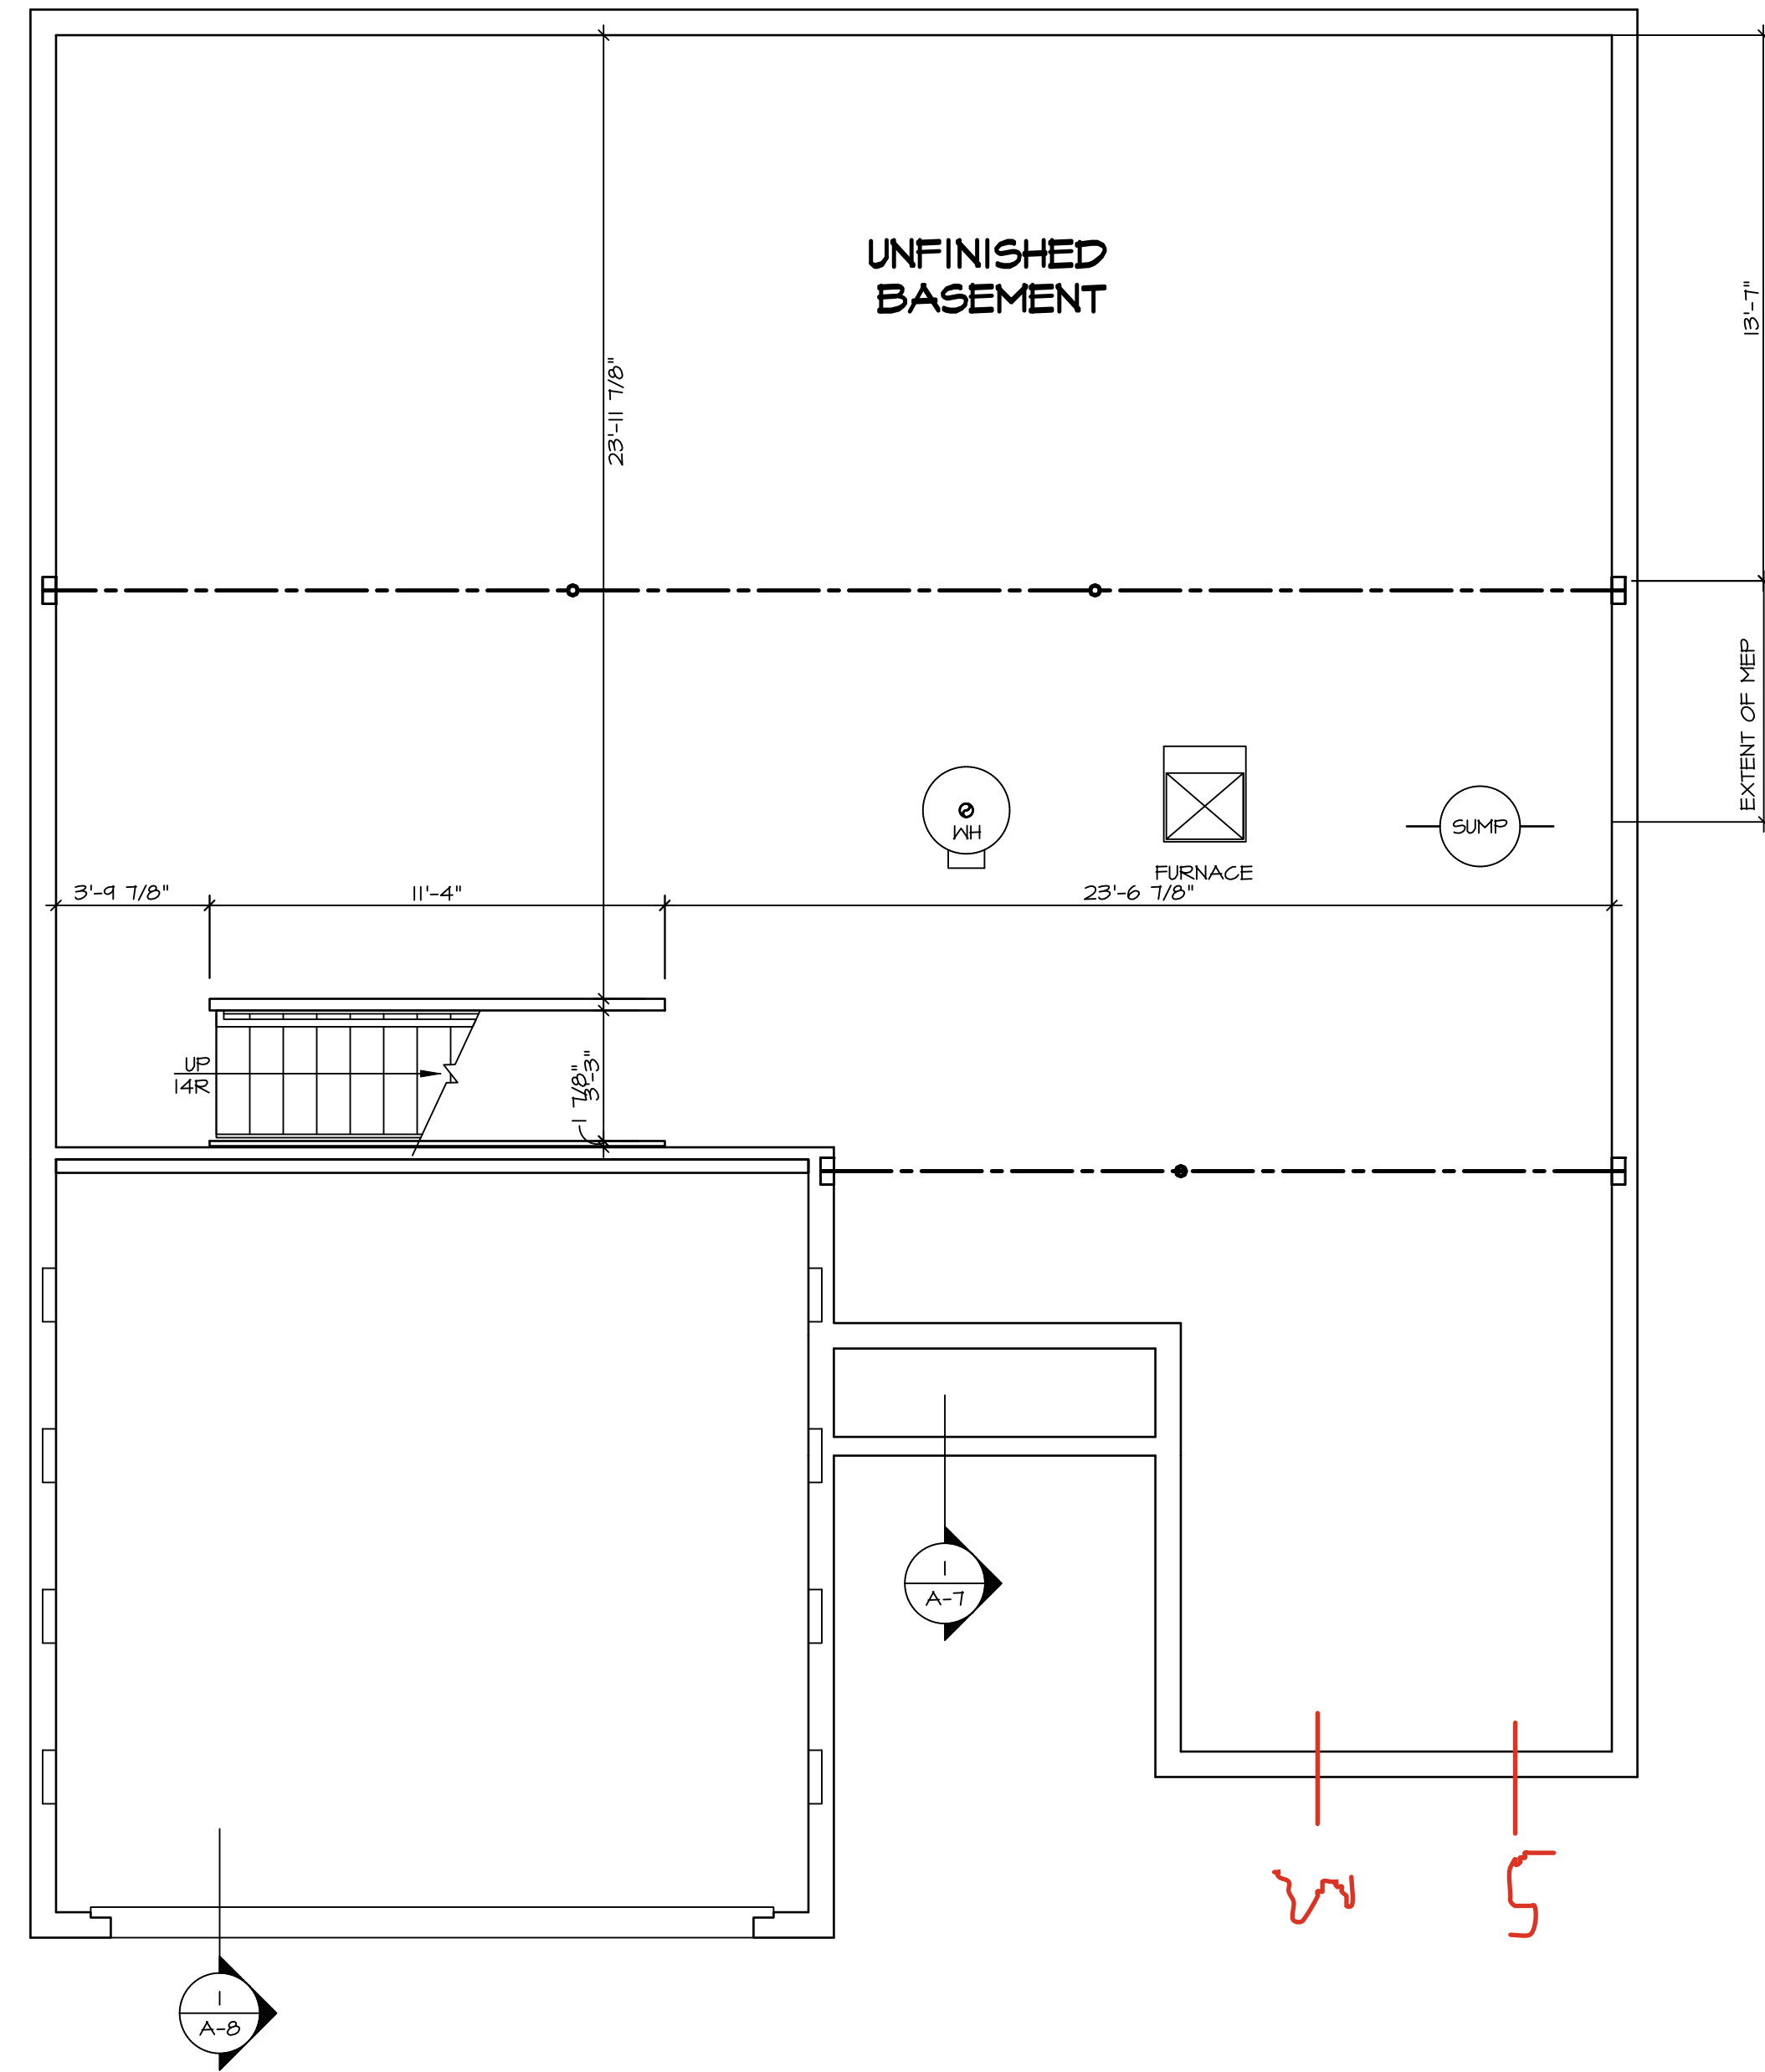 UNFINISHED
BASEMENT
23'-11 7/8"
13'-7"
EXTENT OF MEP
WH
FURNACE
SUMP
3'-9 7/8"
11'-4"
23'-6 7/8"
UP
14R
1 7/8"
3'-3"
1
A-7
W
S
1
A-8